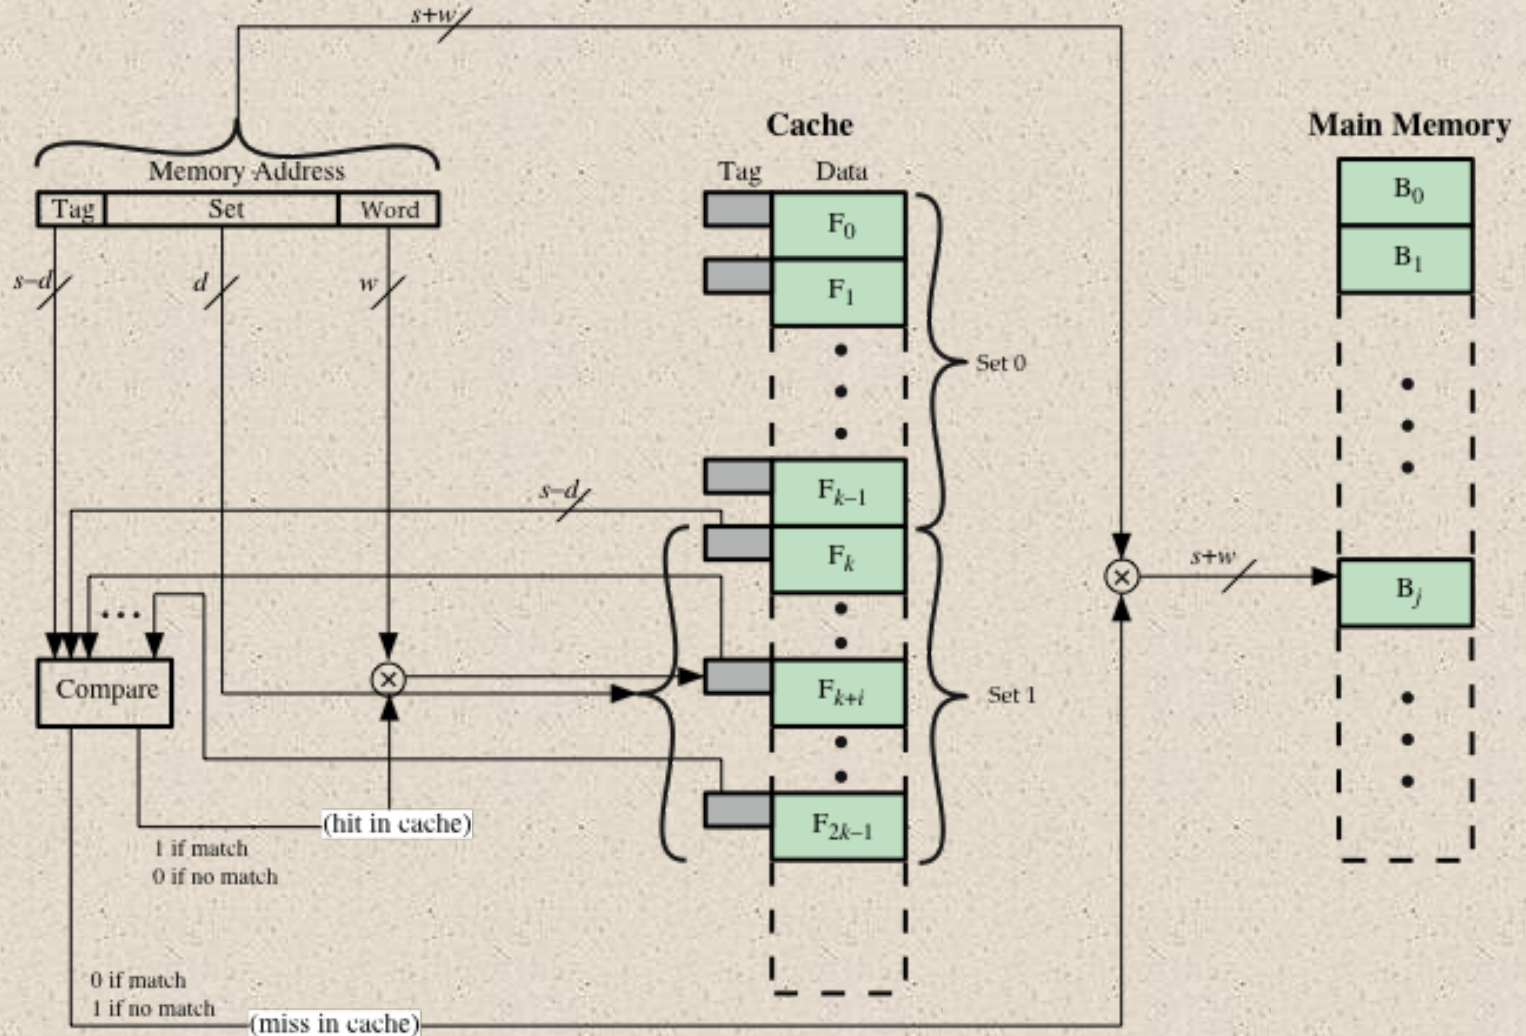 s+w
Cache
Main Memory
Memory Address
Tag Data
Tag Set Word
B0
F0
B1
s–d d w
F1
Set 0
Fk–1
s–d
Fk
s+w
Bj
...
Compare
Fk+i
Set 1
F2k–1
(hit in cache)
1 if match
0 if no match
0 if match
1 if no match
(miss in cache)